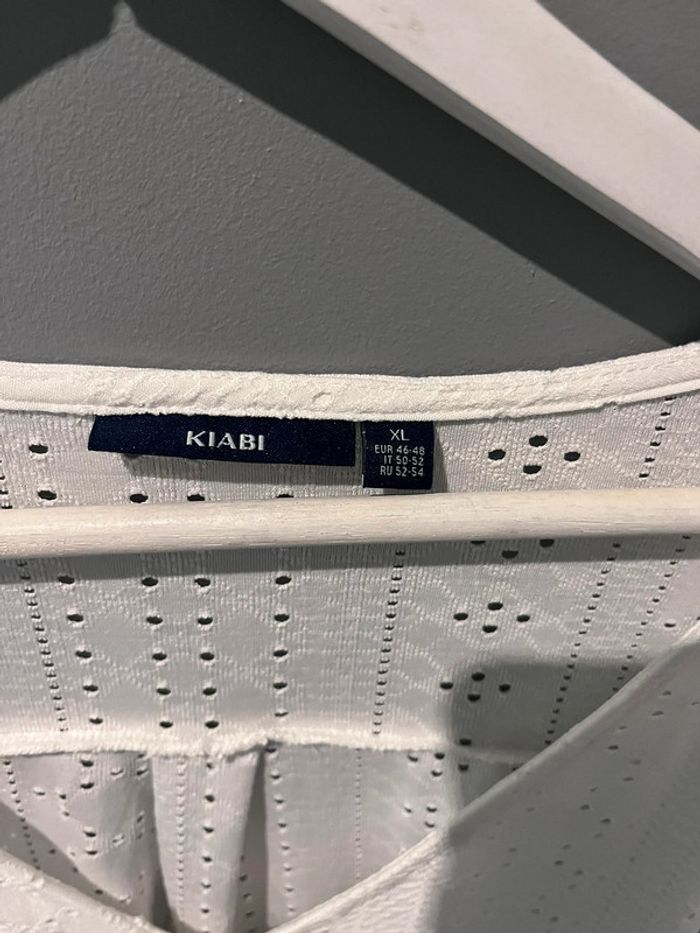 KIABI
XL
EUR 46-48
IT 50-52
RU 52-54